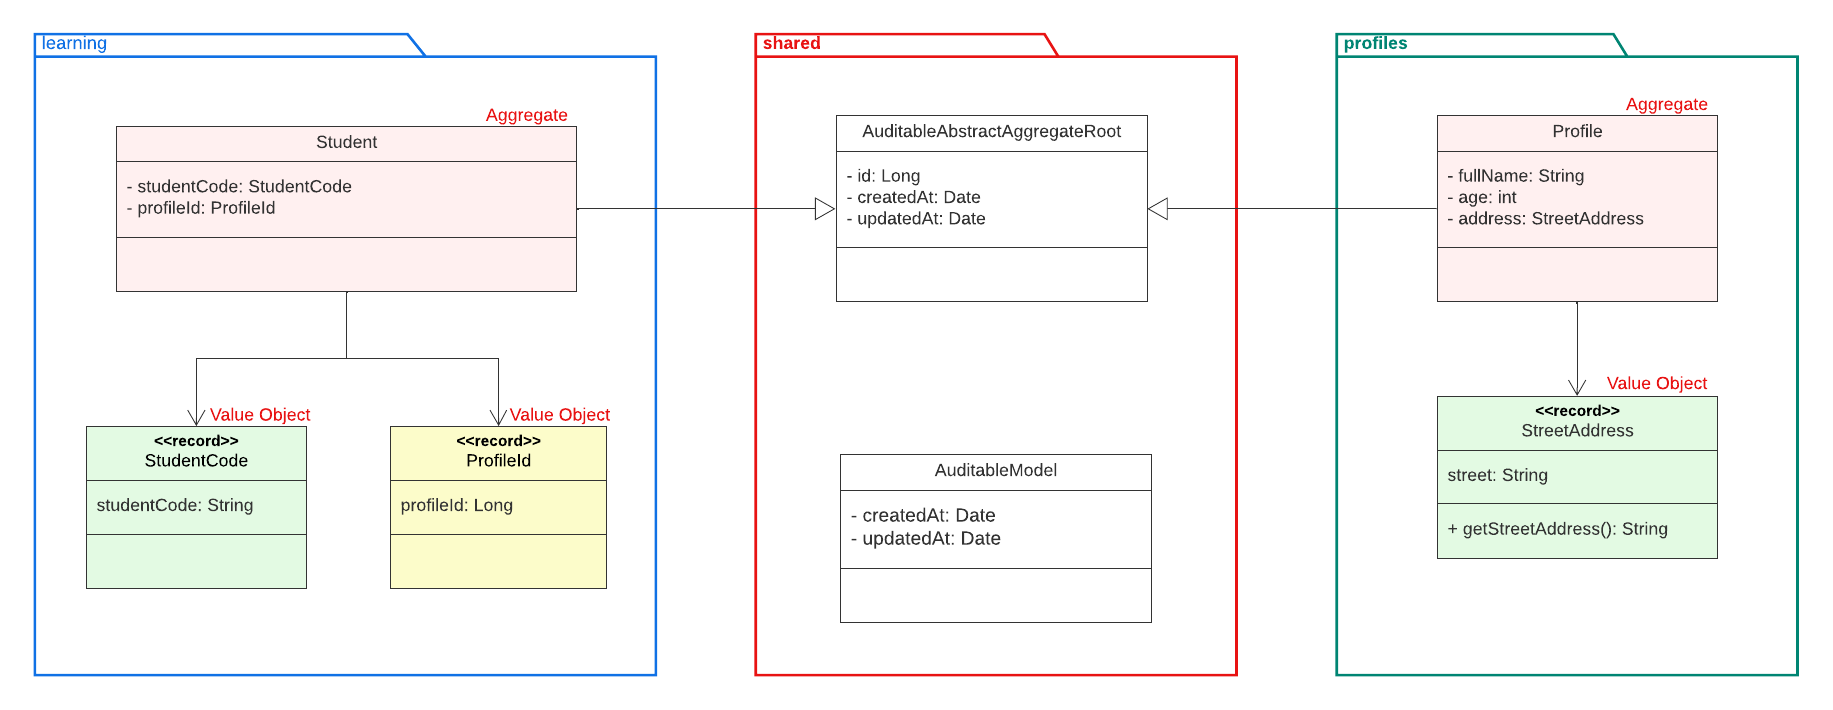 learning
Aggregate
Student
- studentCode: StudentCode
- profileId: ProfileId
Value Object
<<record>>
StudentCode
studentCode: String
Value Object
<<record>>
ProfileId
profileId: Long
shared
AuditableAbstractAggregateRoot
- id: Long
- createdAt: Date
- updatedAt: Date
AuditableModel
- createdAt: Date
- updatedAt: Date
profiles
Aggregate
Profile
- fullName: String
- age: int
- address: StreetAddress
Value Object
<<record>>
StreetAddress
street: String
+ getStreetAddress(): String